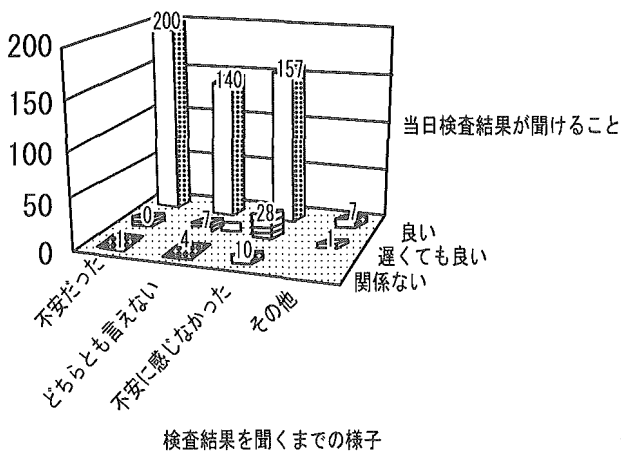 200
150
100
50
0
200
140
157
0
7
28
7
1
4
10
1
当日検査結果が聞けること
良い
遅くても良い
関係ない
不安だった
どちらとも言えない
不安に感じなかった
その他
検査結果を聞くまでの様子